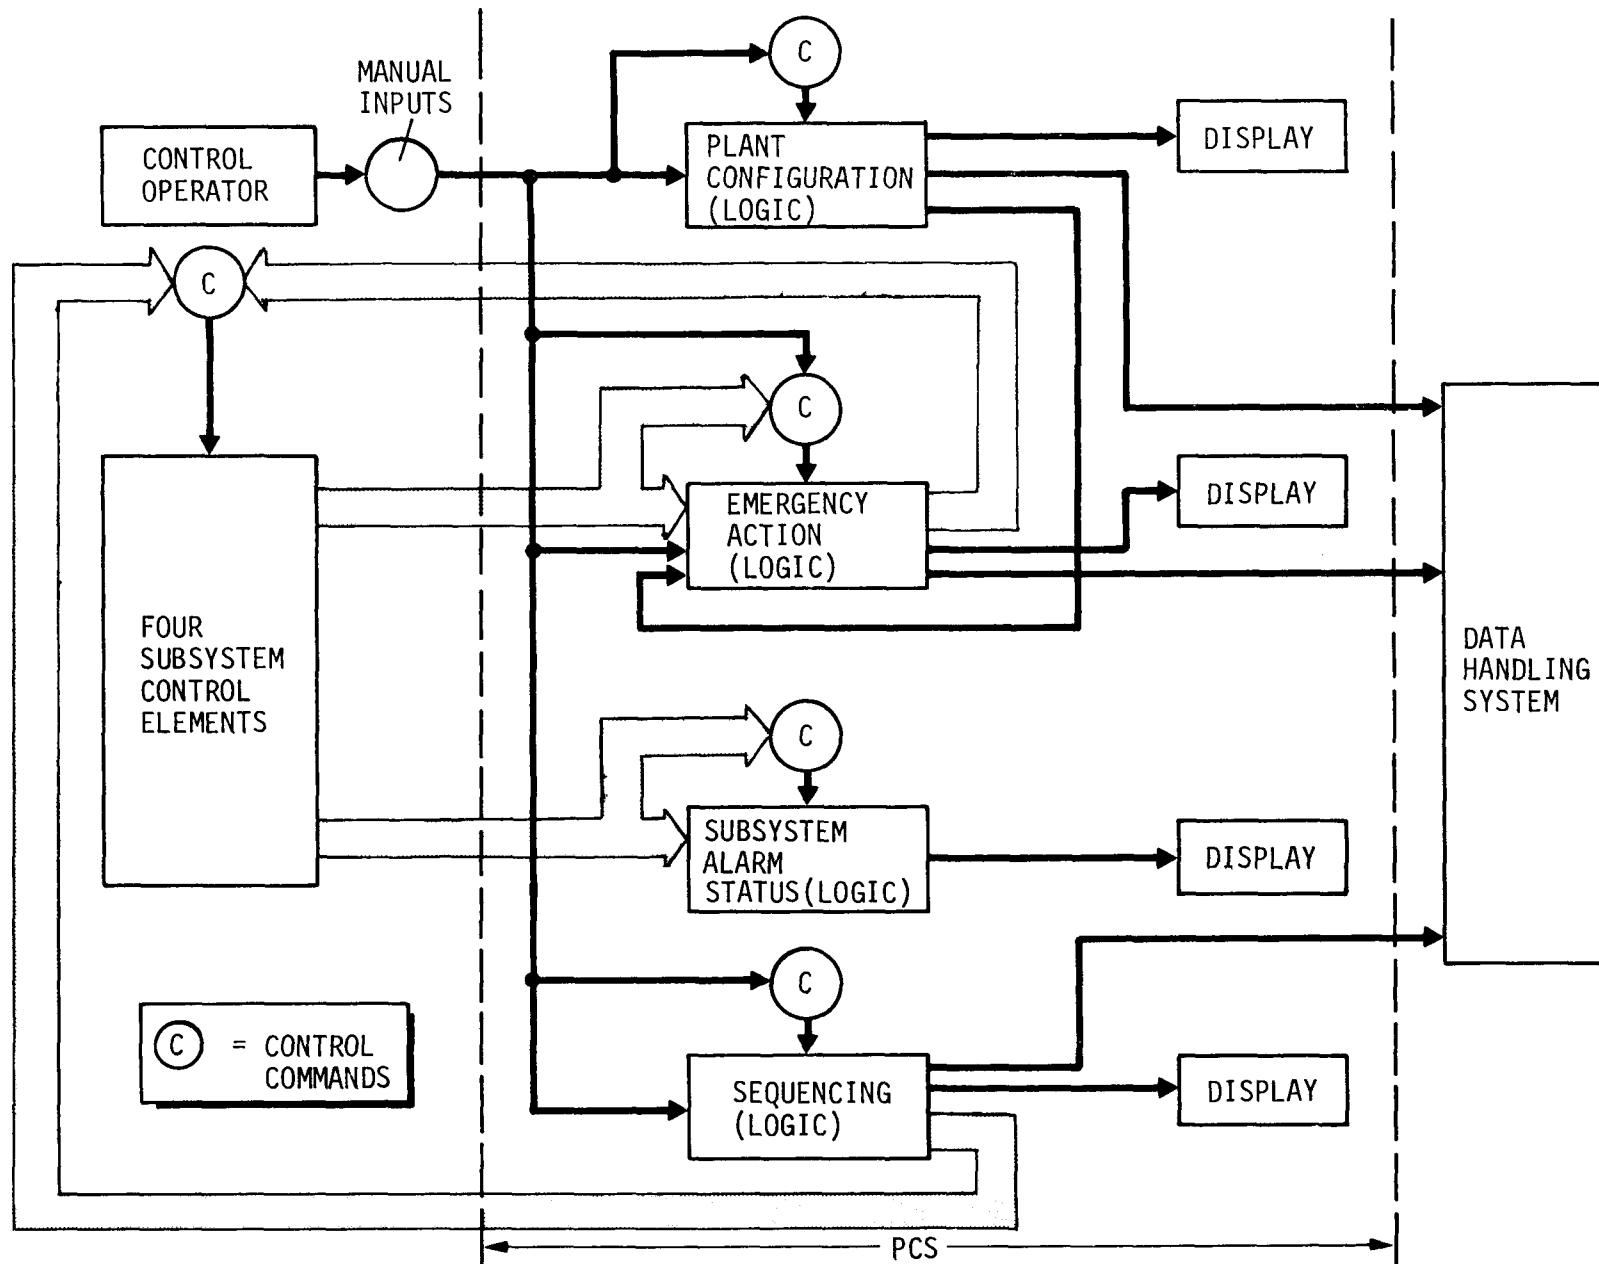 MANUAL
INPUTS
C
CONTROL
OPERATOR
PLANT
CONFIGURATION
(LOGIC)
DISPLAY
C
C
EMERGENCY
ACTION
(LOGIC)
DISPLAY
FOUR
SUBSYSTEM
CONTROL
ELEMENTS
DATA
HANDLING
SYSTEM
C
SUBSYSTEM
ALARM
STATUS(LOGIC)
DISPLAY
C
C = CONTROL
COMMANDS
SEQUENCING
(LOGIC)
DISPLAY
PCS